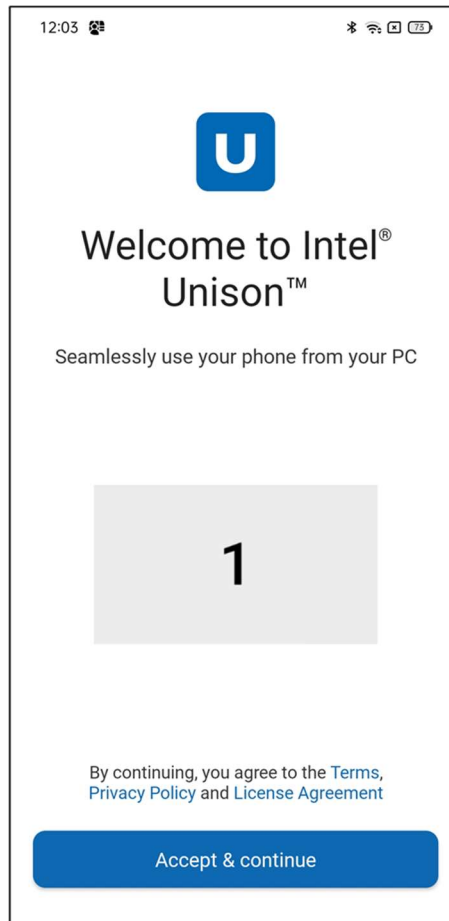 12:03
73
U
Welcome to Intel®
Unison™
Seamlessly use your phone from your PC
1
By continuing, you agree to the Terms,
Privacy Policy and License Agreement
Accept & continue